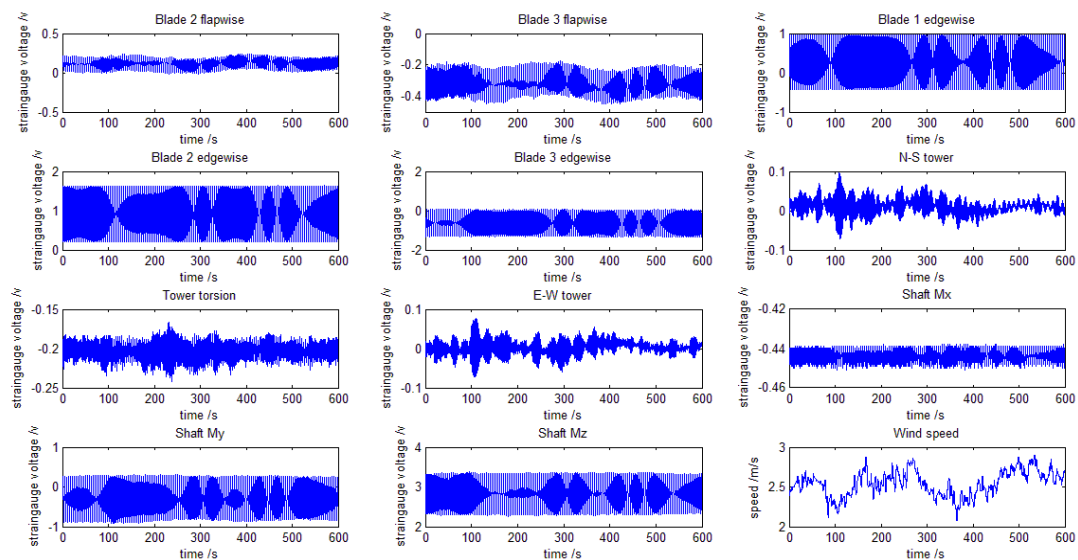 Blade 2 flapwise
straingauge voltage /v
0.5
0
-0.5
0 100 200 300 400 500 600
time /s
Blade 3 flapwise
straingauge voltage /v
0
-0.2
-0.4
0 100 200 300 400 500 600
time /s
Blade 1 edgewise
straingauge voltage /v
1
0
-1
0 100 200 300 400 500 600
time /s
Blade 2 edgewise
straingauge voltage /v
2
1
0
0 100 200 300 400 500 600
time /s
Blade 3 edgewise
straingauge voltage /v
2
0
-2
0 100 200 300 400 500 600
time /s
N-S tower
straingauge voltage /v
0.1
0
-0.1
0 100 200 300 400 500 600
time /s
Tower torsion
straingauge voltage /v
-0.15
-0.2
-0.25
0 100 200 300 400 500 600
time /s
E-W tower
straingauge voltage /v
0.1
0
-0.1
0 100 200 300 400 500 600
time /s
Shaft Mx
straingauge voltage /v
-0.42
-0.44
-0.46
0 100 200 300 400 500 600
time /s
Shaft My
straingauge voltage /v
1
0
-1
0 100 200 300 400 500 600
time /s
Shaft Mz
straingauge voltage /v
4
3
2
0 100 200 300 400 500 600
time /s
Wind speed
speed /m/s
3
2.5
2
0 100 200 300 400 500 600
time /s